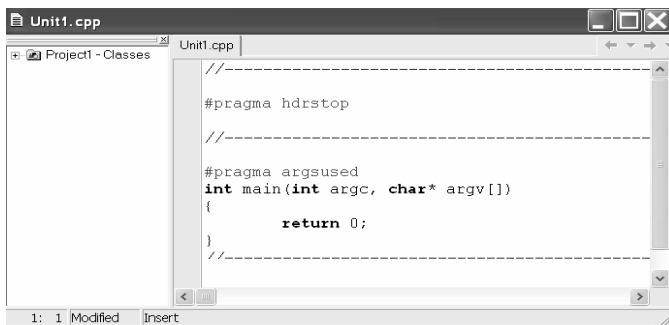 Unit1.cpp
Project1 - Classes
Unit1.cpp
//-------------------------------------------
#pragma hdrstop
//-------------------------------------------
#pragma argsused
int main(int argc, char* argv[])
{
return 0;
}
//-------------------------------------------
1: 1 Modified Insert